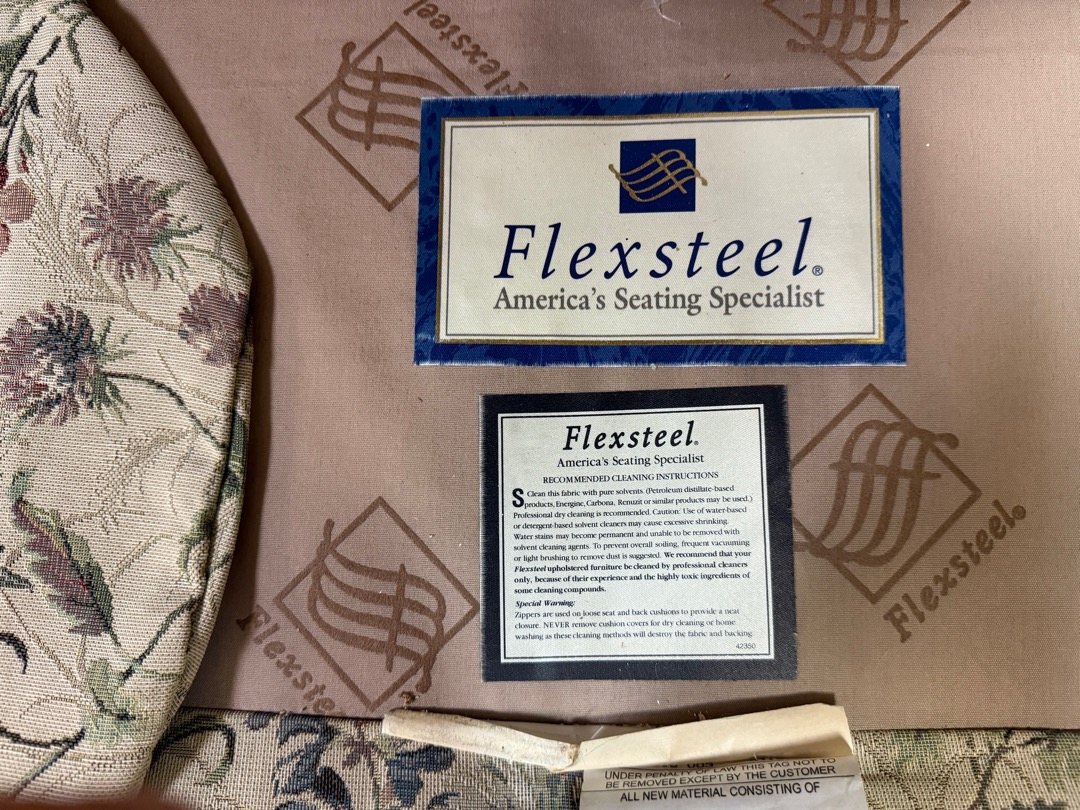 Flexsteel
Flexsteel®
America's Seating Specialist
Flexsteel®
America's Seating Specialist
RECOMMENDED CLEANING INSTRUCTIONS
S Clean this fabric with pure solvents. (Petroleum distillate-based
products, Energine, Carbona, Renuzit or similar products may be used.)
Professional dry cleaning is recommended. Caution: Use of water-based
or detergent-based solvent cleaners may cause excessive shrinking.
Water stains may become permanent and unable to be removed with
solvent cleaning agents. To prevent overall soiling, frequent vacuuming
or light brushing to remove dust is suggested. We recommend that your
Flexsteel upholstered furniture be cleaned by professional cleaners
only, because of their experience and the highly toxic ingredients of
some cleaning compounds.
Special Warning:
Zippers are used on loose seat and back cushions to provide a neat
closure. NEVER remove cushion covers for dry cleaning or home
washing as these cleaning methods will destroy the fabric and backing.
42350
Flexsteel®
Flexste
UNDER PENALTY OF LAW THIS TAG NOT TO
BE REMOVED EXCEPT BY THE CUSTOMER
ALL NEW MATERIAL CONSISTING OF